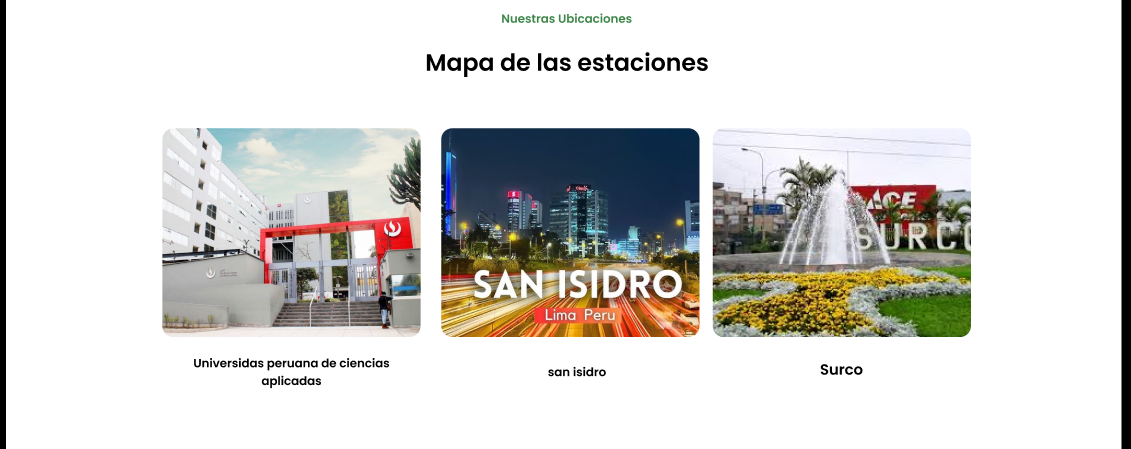 Nuestras Ubicaciones
Mapa de las estaciones
SAN ISIDRO
Lima Peru
ACE
SURCO
Universidas peruana de ciencias
aplicadas
san isidro
Surco